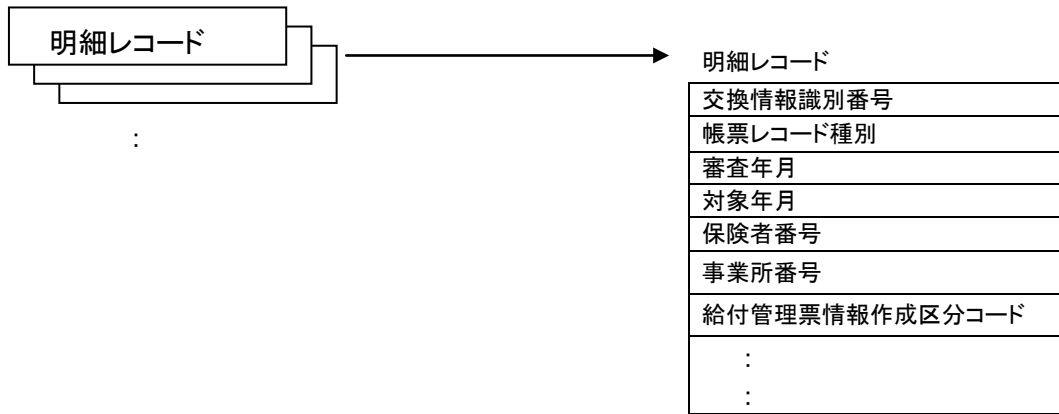 明細レコード
:
明細レコード
交換情報識別番号
帳票レコード種別
審査年月
対象年月
保険者番号
事業所番号
給付管理票情報作成区分コード
:
: